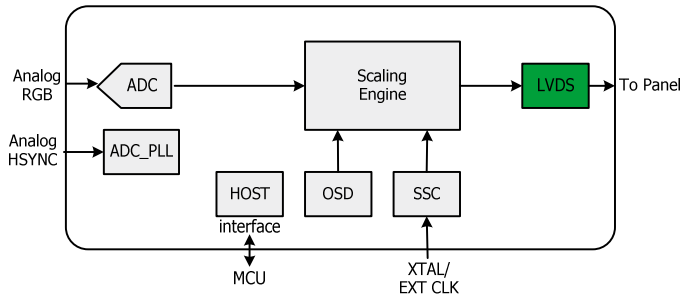 Analog
RGB
ADC
Scaling
Engine
LVDS
To Panel
Analog
HSYNC
ADC_PLL
HOST
interface
OSD
SSC
MCU
XTAL/
EXT CLK